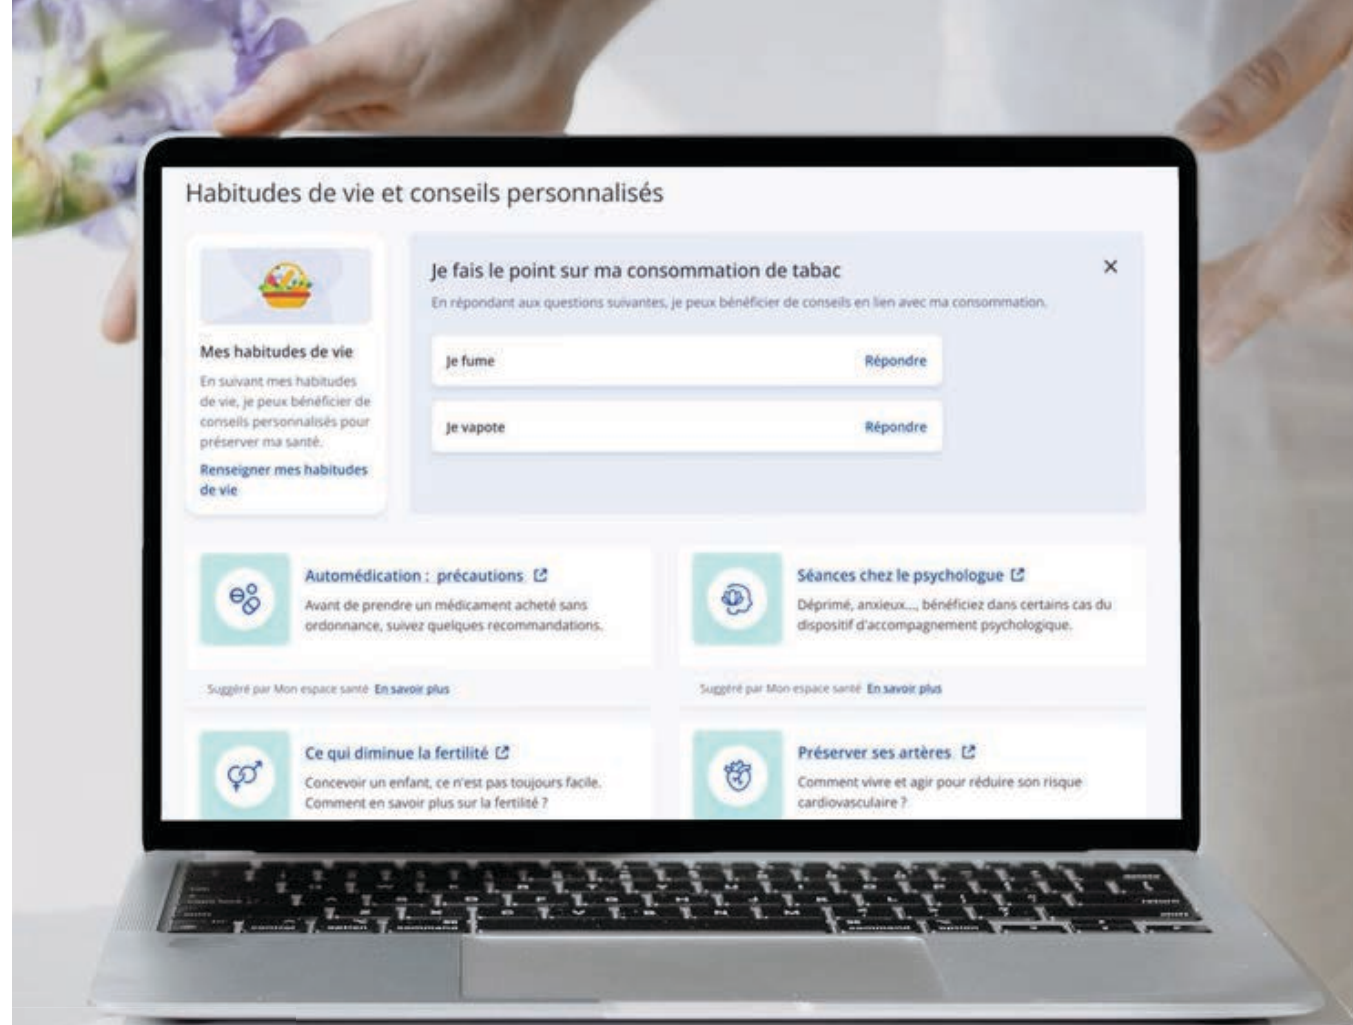 Habitudes de vie et conseils personnalisés
Mes habitudes de vie
En suivant mes habitudes
de vie, je peux bénéficier de
conseils personnalisés pour
préserver ma santé.
Renseigner mes habitudes
de vie
Je fais le point sur ma consommation de tabac
En répondant aux questions suivantes, je peux bénéficier de conseils en lien avec ma consommation.
Je fume Répondre
Je vapote Répondre
Automédication : précautions
Avant de prendre un médicament acheté sans
ordonnance, suivez quelques recommandations.
Suggéré par Mon espace santé En savoir plus
Séances chez le psychologue
Déprimé, anxieux..., bénéficiez dans certains cas du
dispositif d'accompagnement psychologique.
Suggéré par Mon espace santé En savoir plus
Ce qui diminue la fertilité
Concevoir un enfant, ce n'est pas toujours facile.
Comment en savoir plus sur la fertilité ?
Préserver ses artères
Comment vivre et agir pour réduire son risque
cardiovasculaire ?
control option command command option
return
shift